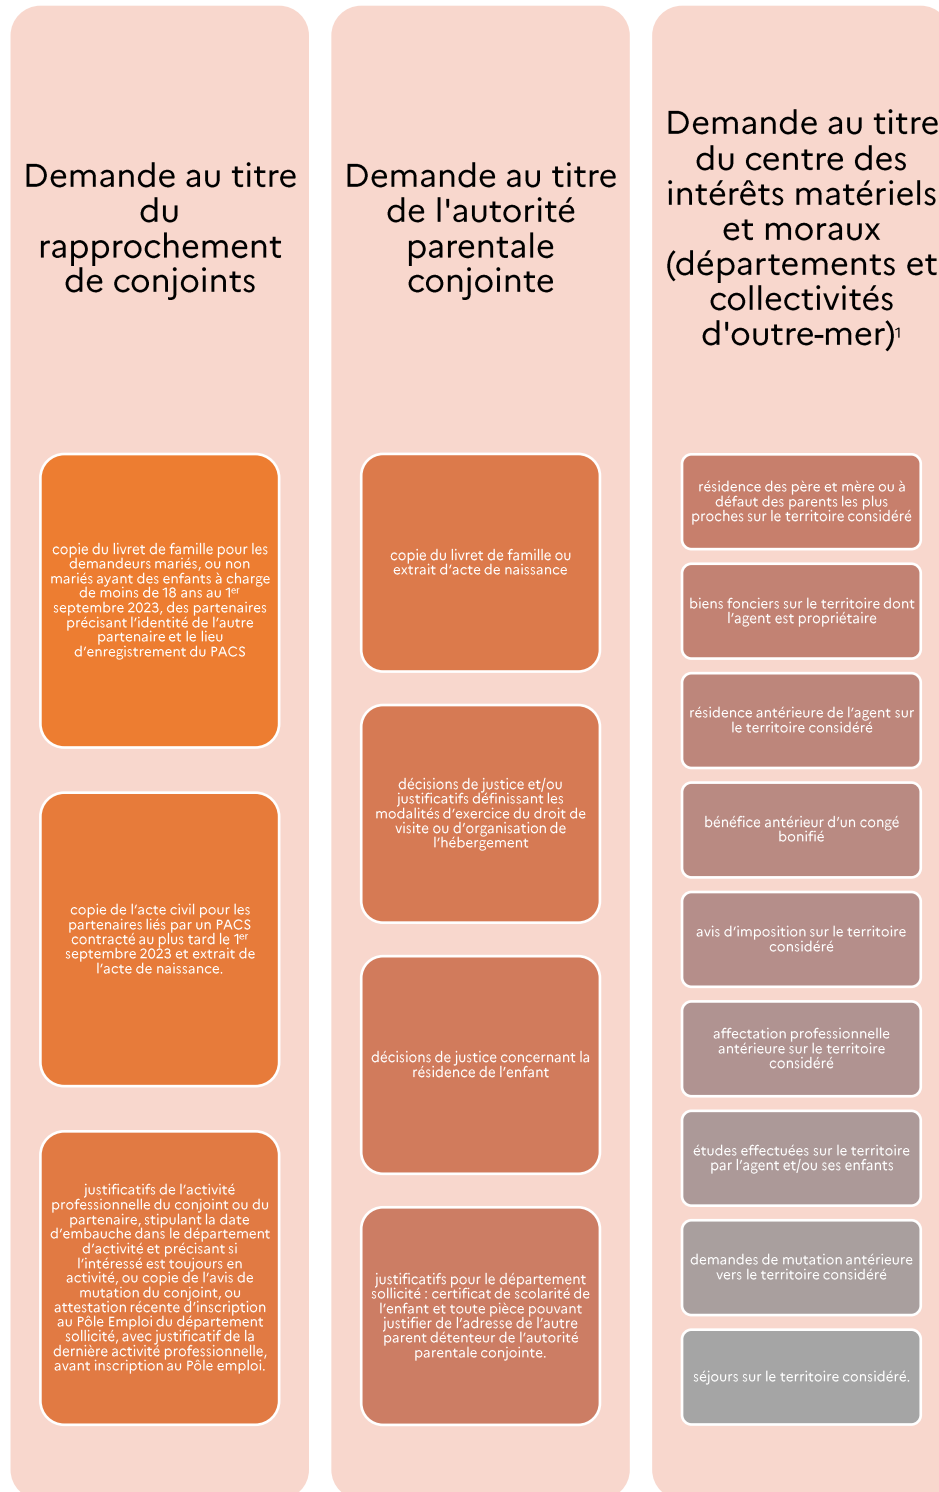 Demande au titre
du
rapprochement
de conjoints
copie du livret de famille pour les
demandeurs mariés, ou non
mariés ayant des enfants à charge
de moins de 18 ans au 1er
septembre 2023, des partenaires
précisant l’identité de l’autre
partenaire et le lieu
d’enregistrement du PACS
copie de l’acte civil pour les
partenaires liés par un PACS
contracté au plus tard le 1er
septembre 2023 et extrait de
l’acte de naissance.
justificatifs de l’activité
professionnelle du conjoint ou du
partenaire, stipulant la date
d’embauche dans le département
d’activité et précisant si
l’intéressé est toujours en
activité, ou copie de l’avis de
mutation du conjoint, ou
attestation récente d’inscription
au Pôle Emploi du département
sollicité, avec justificatif de la
dernière activité professionnelle,
avant inscription au Pôle emploi.
Demande au titre
de l'autorité
parentale
conjointe
copie du livret de famille ou
extrait d’acte de naissance
décisions de justice et/ou
justificatifs définissant les
modalités d’exercice du droit de
visite ou d’organisation de
l’hébergement
décisions de justice concernant la
résidence de l’enfant
justificatifs pour le département
sollicité : certificat de scolarité de
l’enfant et toute pièce pouvant
justifier de l’adresse de l’autre
parent détenteur de l’autorité
parentale conjointe.
Demande au titre
du centre des
intérêts matériels
et moraux
(départements et
collectivités
d'outre-mer)1
résidence des père et mère ou à
défaut des parents les plus
proches sur le territoire considéré
biens fonciers sur le territoire dont
l’agent est propriétaire
résidence antérieure de l’agent sur
le territoire considéré
bénéfice antérieur d’un congé
bonifié
avis d’imposition sur le territoire
considéré
affectation professionnelle
antérieure sur le territoire
considéré
études effectuées sur le territoire
par l’agent et/ou ses enfants
demandes de mutation antérieure
vers le territoire considéré
séjours sur le territoire considéré.